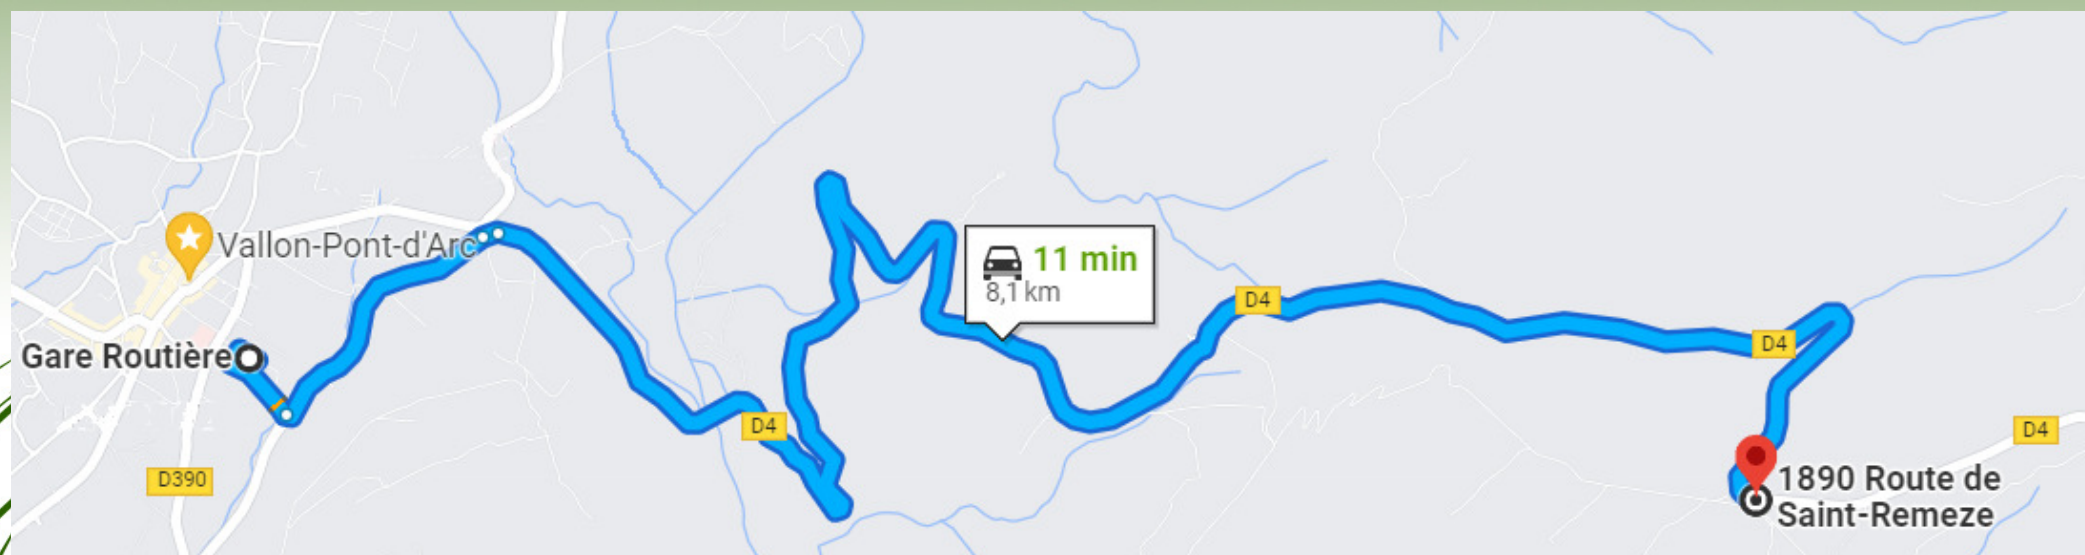 Vallon-Pont-d'Arc
11 min
8,1 km
D4
D4
Gare Routière
D4
D4
D390
1890 Route de
Saint-Remeze